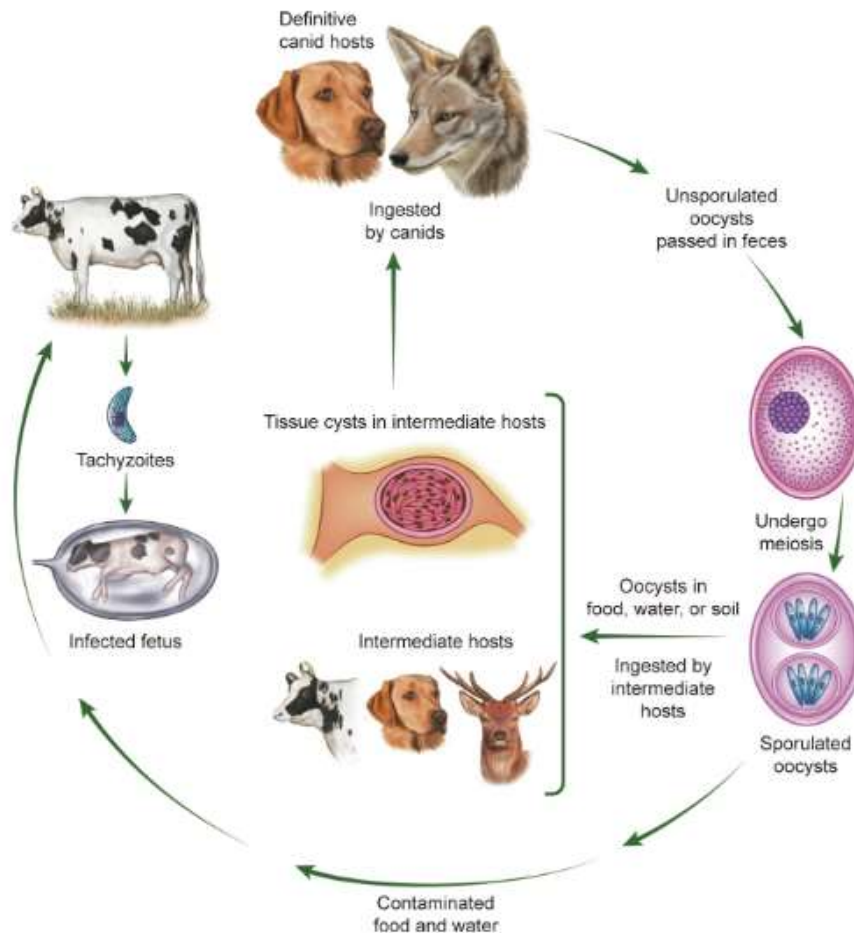 Definitive
canid hosts
Ingested
by canids
Unsporulated
oocysts
passed in feces
Tissue cysts in intermediate hosts
Tachyzoites
Undergo
meiosis
Oocysts in
food, water, or soil
Ingested by
intermediate
hosts
Infected fetus
Intermediate hosts
Sporulated
oocysts
Contaminated
food and water